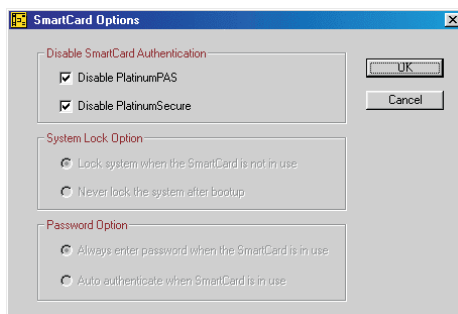 SmartCard Options
Disable SmartCard Authentication
Disable PlatinumPAS
Disable PlatinumSecure
OK
Cancel
System Lock Option
Lock system when the SmartCard is not in use
Never lock the system after bootup
Password Option
Always enter password when the SmartCard is in use
Auto authenticate when SmartCard is in use